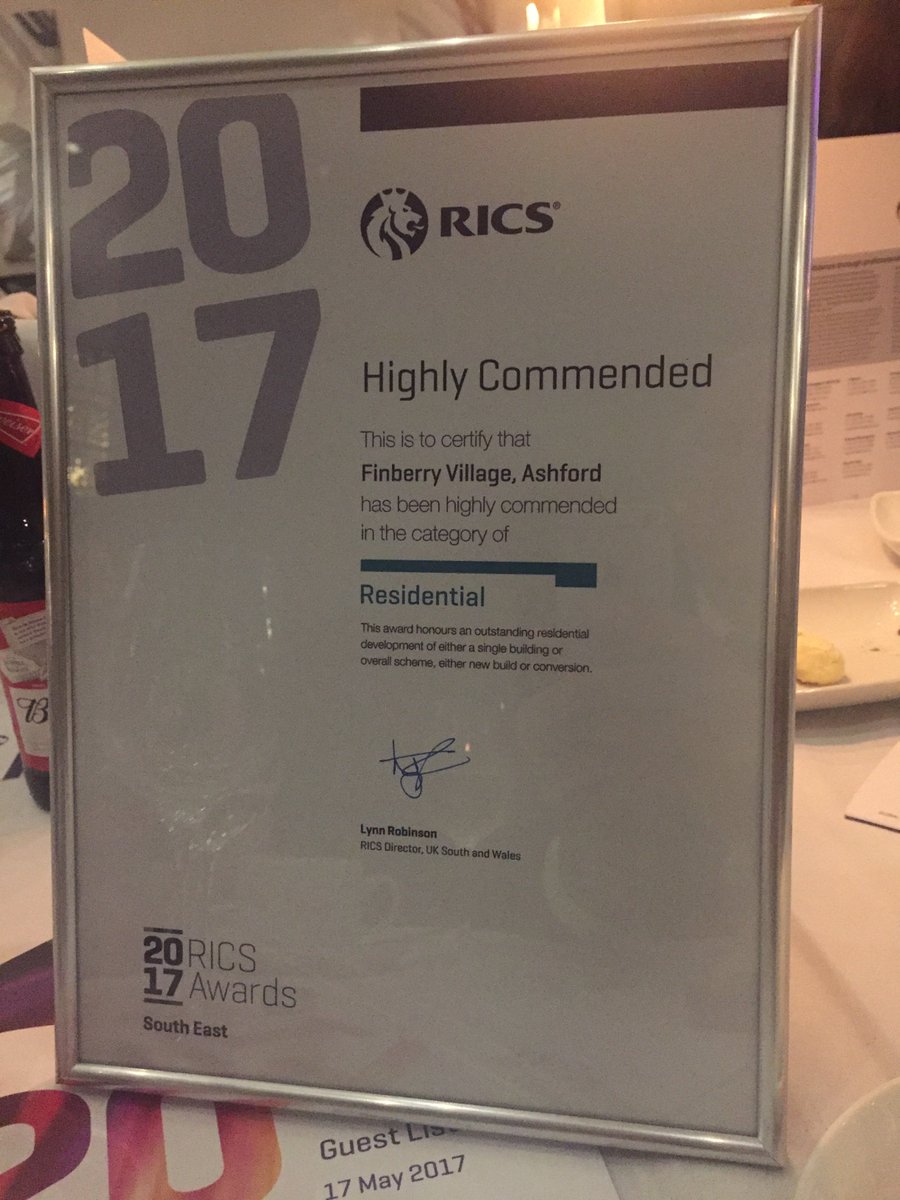 20
17
RICS®
Highly Commended
This is to certify that
Finberry Village, Ashford
has been highly commended
in the category of
Residential
This award honours an outstanding residential
development of either a single building or
overall scheme, either new build or conversion.
Lynn Robinson
RICS Director, UK South and Wales
20 RICS
17 Awards
South East
20
Guest
17 May 2017